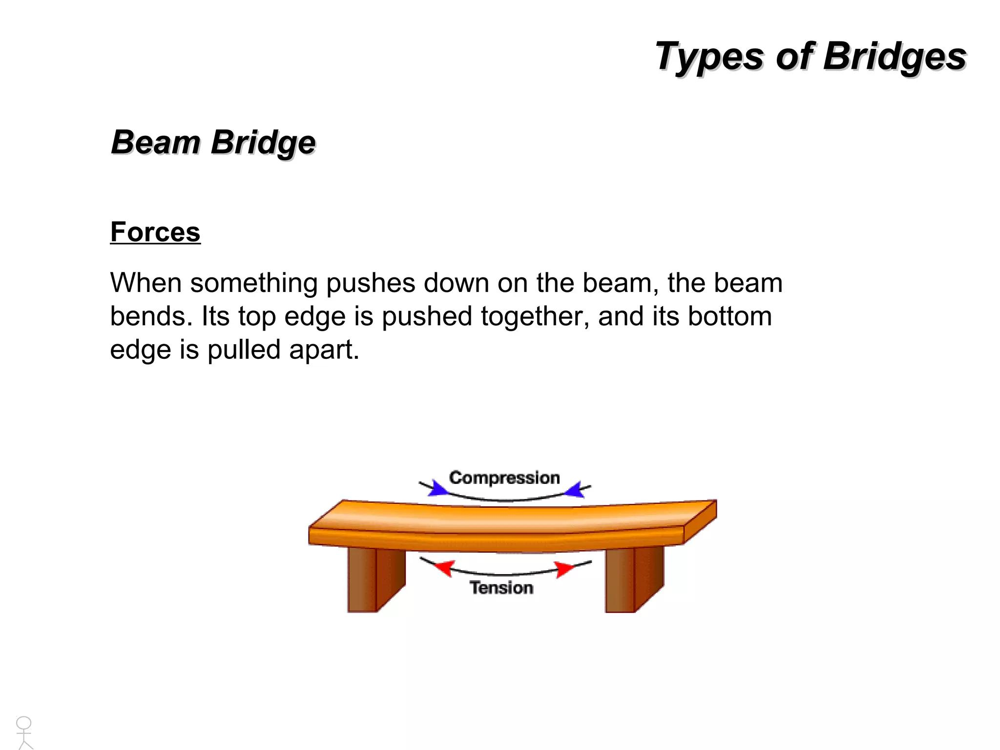 Types of Bridges
Beam Bridge
Forces
When something pushes down on the beam, the beam
bends. Its top edge is pushed together, and its bottom
edge is pulled apart.
Compression
Tension